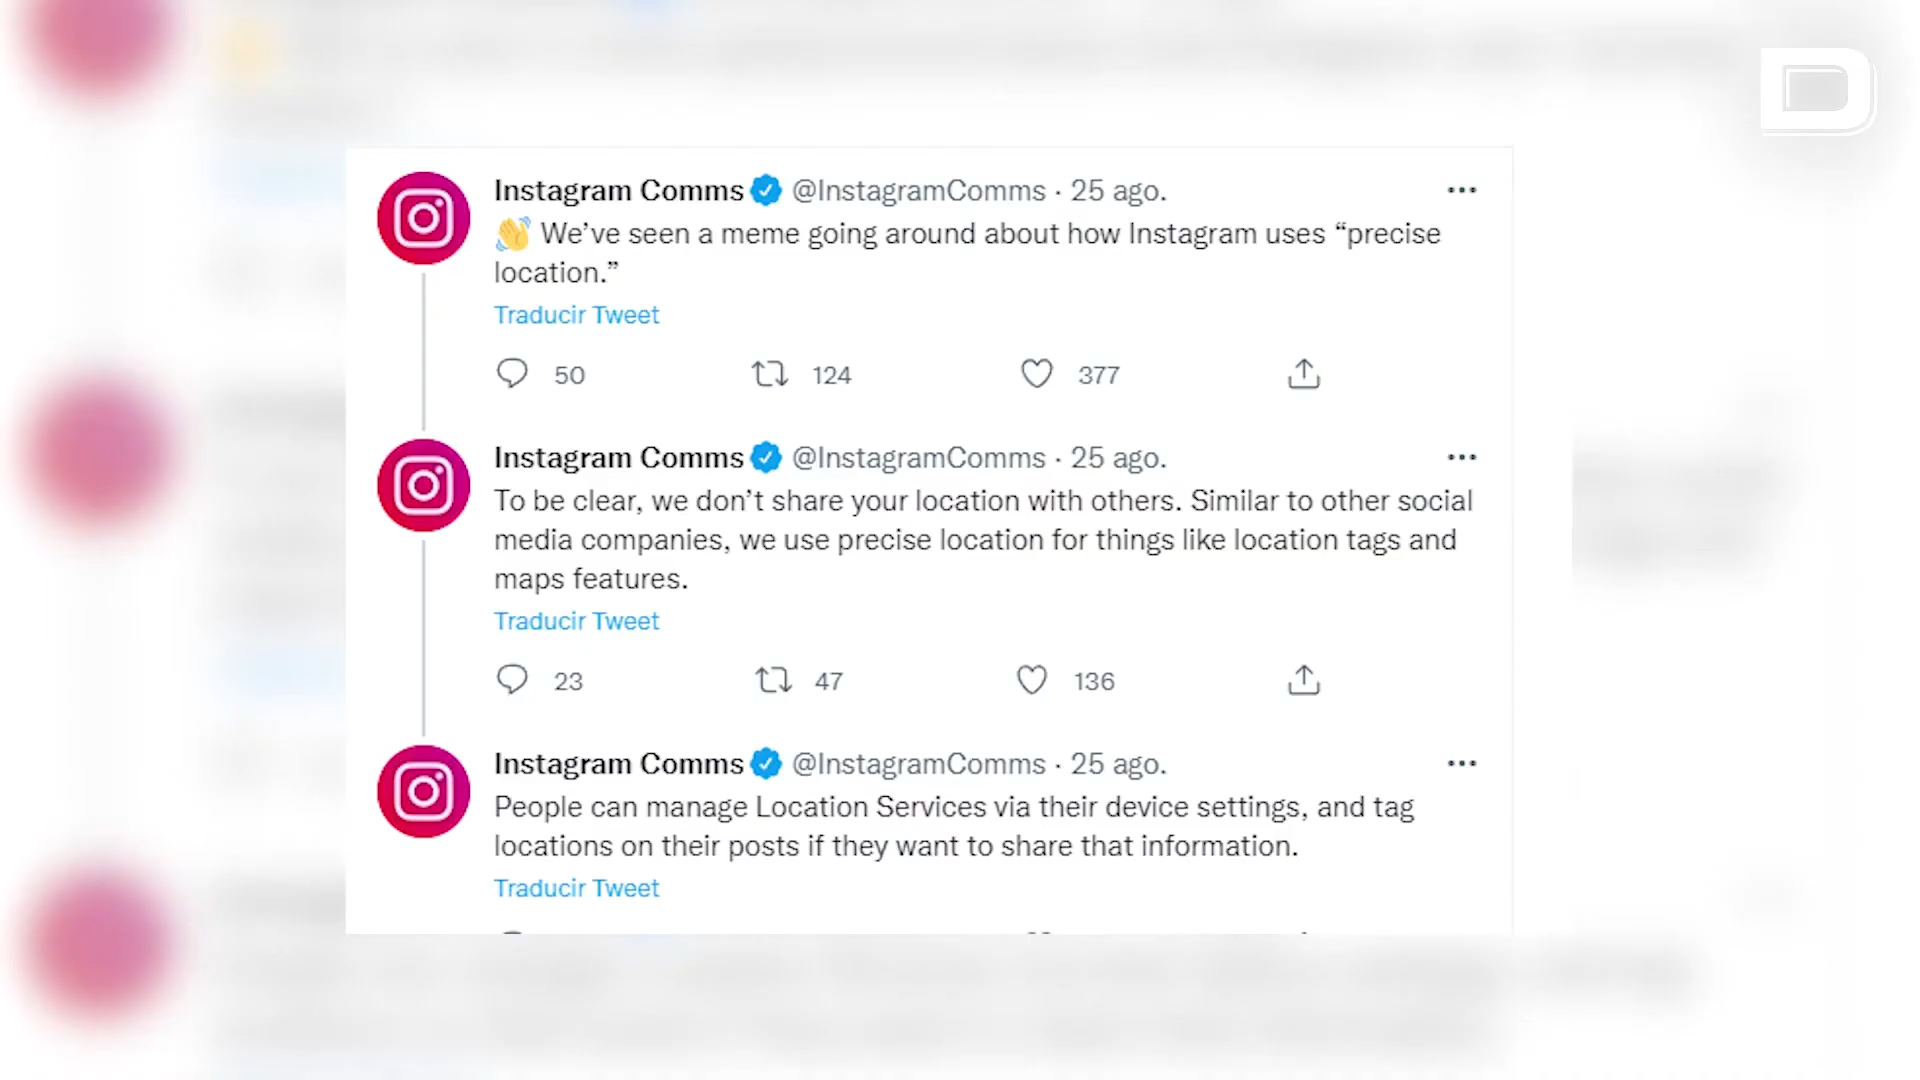 Instagram Comms @InstagramComms · 25 ago.
👋 We’ve seen a meme going around about how Instagram uses “precise
location.”
Traducir Tweet
50 124 377
Instagram Comms @InstagramComms · 25 ago.
To be clear, we don’t share your location with others. Similar to other social
media companies, we use precise location for things like location tags and
maps features.
Traducir Tweet
23 47 136
Instagram Comms @InstagramComms · 25 ago.
People can manage Location Services via their device settings, and tag
locations on their posts if they want to share that information.
Traducir Tweet
D